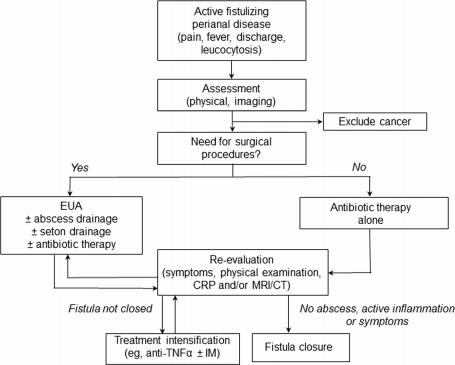 Active fistulizing
perianal disease
(pain, fever, discharge,
leucocytosis)
Assessment
(physical, imaging)
Exclude cancer
Need for surgical
procedures?
Yes
No
EUA
± abscess drainage
± seton drainage
± antibiotic therapy
Antibiotic therapy
alone
Re-evaluation
(symptoms, physical examination,
CRP and/or MRI/CT)
Fistula not closed
No abscess, active inflammation
or symptoms
Treatment intensification
(eg, anti-TNFα ± IM)
Fistula closure